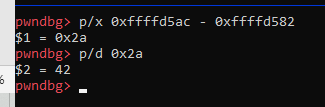 pwndbg> p/x 0xffffd5ac - 0xffffd582
$1 = 0x2a
pwndbg> p/d 0x2a
$2 = 42
%
pwndbg>